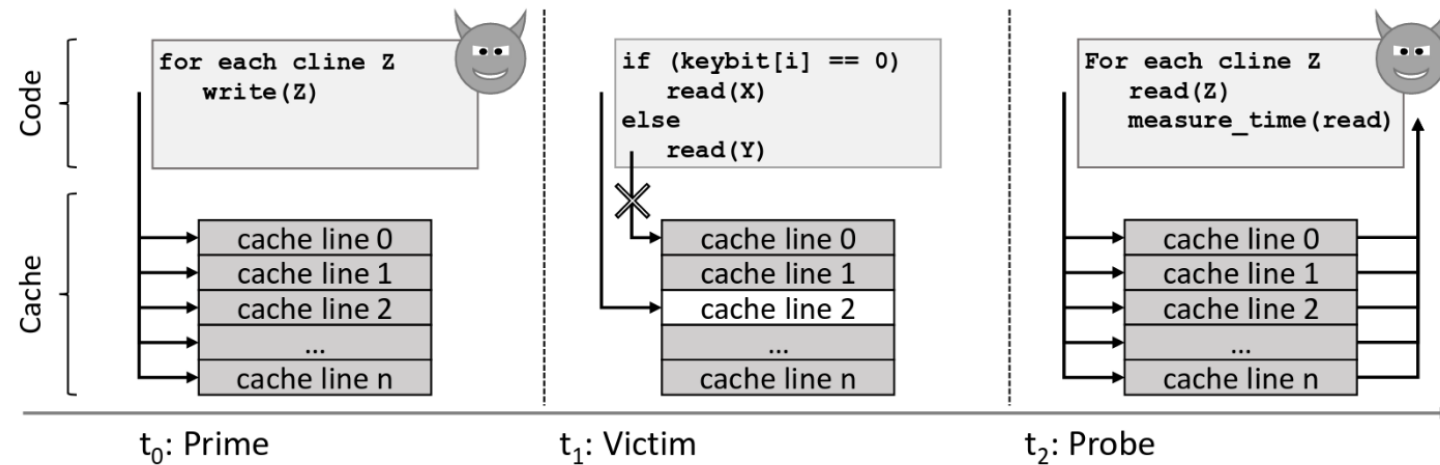 Code
for each cline Z
write(Z)
if (keybit[i] == 0)
read(X)
else
read(Y)
For each cline Z
read(Z)
measure_time(read)
Cache
cache line 0
cache line 1
cache line 2
...
cache line n
cache line 0
cache line 1
cache line 2
...
cache line n
cache line 0
cache line 1
cache line 2
...
cache line n
t₀: Prime
t₁: Victim
t₂: Probe